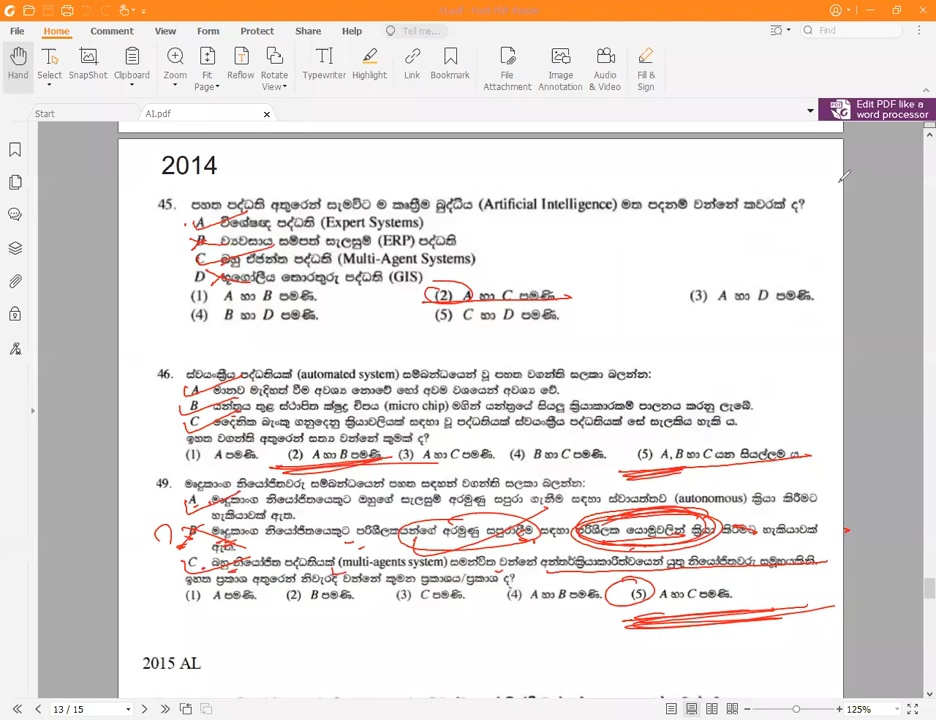 AI.pdf - Foxit PDF Reader
File Home Comment View Form Protect Share Help Tell me... Find
Hand Select SnapShot Clipboard Zoom Fit Page Reflow Rotate View Typewriter Highlight Link Bookmark File Attachment Image Annotation Audio & Video Fill & Sign
Start AI.pdf
Edit PDF like a word processor
2014
45. පහත පද්ධති අතුරෙන් සැමවිට ම කෘත්‍රිම බුද්ධිය (Artificial Intelligence) මත පදනම් වන්නේ කවරක් ද?
A විශේෂඥ පද්ධති (Expert Systems)
B ව්‍යවසාය සම්පත් සැලසුම් (ERP) පද්ධති
C බහු ඒජන්ත පද්ධති (Multi-Agent Systems)
D භූගෝලීය තොරතුරු පද්ධති (GIS)
(1) A හා B පමණි. (2) A හා C පමණි. (3) A හා D පමණි.
(4) B හා D පමණි. (5) C හා D පමණි.
46. ස්වයංක්‍රීය පද්ධතියක් (automated system) සම්බන්ධයෙන් වූ පහත වගන්ති සලකා බලන්න:
A මානව මැදිහත් වීම අවශ්‍ය නොවේ හෝ අවම වශයෙන් අවශ්‍ය වේ.
B යන්ත්‍රය තුළ ස්ථාපිත ක්ෂුද්‍ර චිපය (micro chip) මගින් යන්ත්‍රයේ සියලු ක්‍රියාකාරකම් පාලනය කරනු ලැබේ.
C දෛනික බැංකු ගනුදෙනු ක්‍රියාවලියක් සඳහා වූ පද්ධතියක් ස්වයංක්‍රීය පද්ධතියක් සේ සැලකිය හැකි ය.
ඉහත වගන්ති අතුරෙන් සත්‍ය වන්නේ කුමක් ද?
(1) A පමණි. (2) A හා B පමණි. (3) A හා C පමණි. (4) B හා C පමණි. (5) A, B හා C යන සියල්ලම ය.
49. මෘදුකාංග නියෝජිතවරු සම්බන්ධයෙන් පහත සඳහන් වගන්ති සලකා බලන්න:
A මෘදුකාංග නියෝජිතයෙකුට ඔහුගේ සැලසුම් අරමුණු සපුරා ගැනීම සඳහා ස්වායත්තව (autonomous) ක්‍රියා කිරීමට
හැකියාවක් ඇත.
B මෘදුකාංග නියෝජිතයෙකුට පරිශීලකයන්ගේ අරමුණු සපුරාලීම සඳහා පරිශීලක යොමුවලින් ක්‍රියා කිරීමට හැකියාවක්
ඇත.
C බහු නියෝජිත පද්ධතියක් (multi-agents system) සමන්විත වන්නේ අන්තර්ක්‍රියාකාරීත්වයෙන් යුතු නියෝජිතවරු සමූහයකිනි.
ඉහත ප්‍රකාශ අතුරෙන් නිවැරදි වන්නේ කුමන ප්‍රකාශය/ප්‍රකාශ ද?
(1) A පමණි. (2) B පමණි. (3) C පමණි. (4) A හා B පමණි. (5) A හා C පමණි.
2015 AL
13 / 15 125%